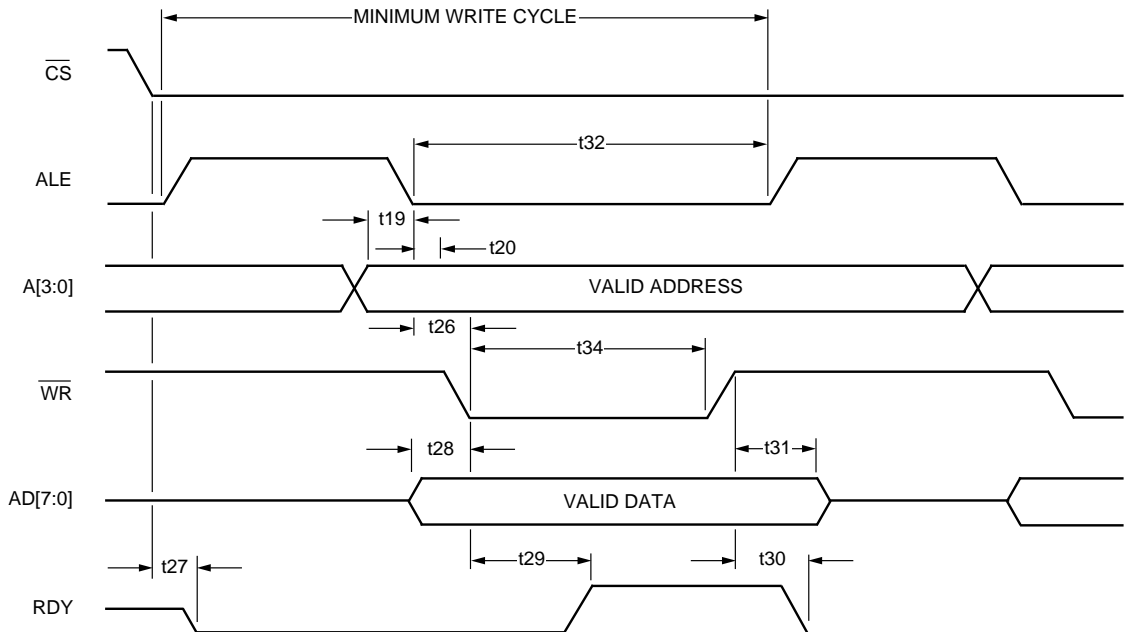 MINIMUM WRITE CYCLE
CS
t32
ALE
t19
t20
A[3:0]
VALID ADDRESS
t26
t34
WR
t28
t31
AD[7:0]
VALID DATA
t27
t29
t30
RDY